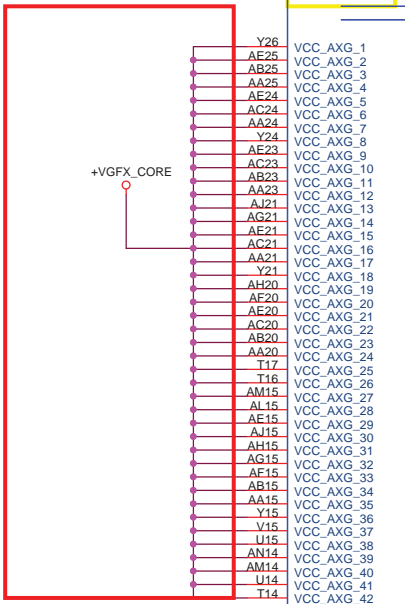 Y26 VCC_AXG_1
AE25 VCC_AXG_2
AB25 VCC_AXG_3
AA25 VCC_AXG_4
AE24 VCC_AXG_5
AC24 VCC_AXG_6
AA24 VCC_AXG_7
Y24 VCC_AXG_8
AE23 VCC_AXG_9
AC23 VCC_AXG_10
AB23 VCC_AXG_11
+VGFX_CORE
AA23 VCC_AXG_12
AJ21 VCC_AXG_13
AG21 VCC_AXG_14
AE21 VCC_AXG_15
AC21 VCC_AXG_16
AA21 VCC_AXG_17
Y21 VCC_AXG_18
AH20 VCC_AXG_19
AF20 VCC_AXG_20
AE20 VCC_AXG_21
AC20 VCC_AXG_22
AB20 VCC_AXG_23
AA20 VCC_AXG_24
T17 VCC_AXG_25
T16 VCC_AXG_26
AM15 VCC_AXG_27
AL15 VCC_AXG_28
AE15 VCC_AXG_29
AJ15 VCC_AXG_30
AH15 VCC_AXG_31
AG15 VCC_AXG_32
AF15 VCC_AXG_33
AB15 VCC_AXG_34
AA15 VCC_AXG_35
Y15 VCC_AXG_36
V15 VCC_AXG_37
U15 VCC_AXG_38
AN14 VCC_AXG_39
AM14 VCC_AXG_40
U14 VCC_AXG_41
T14 VCC_AXG_42